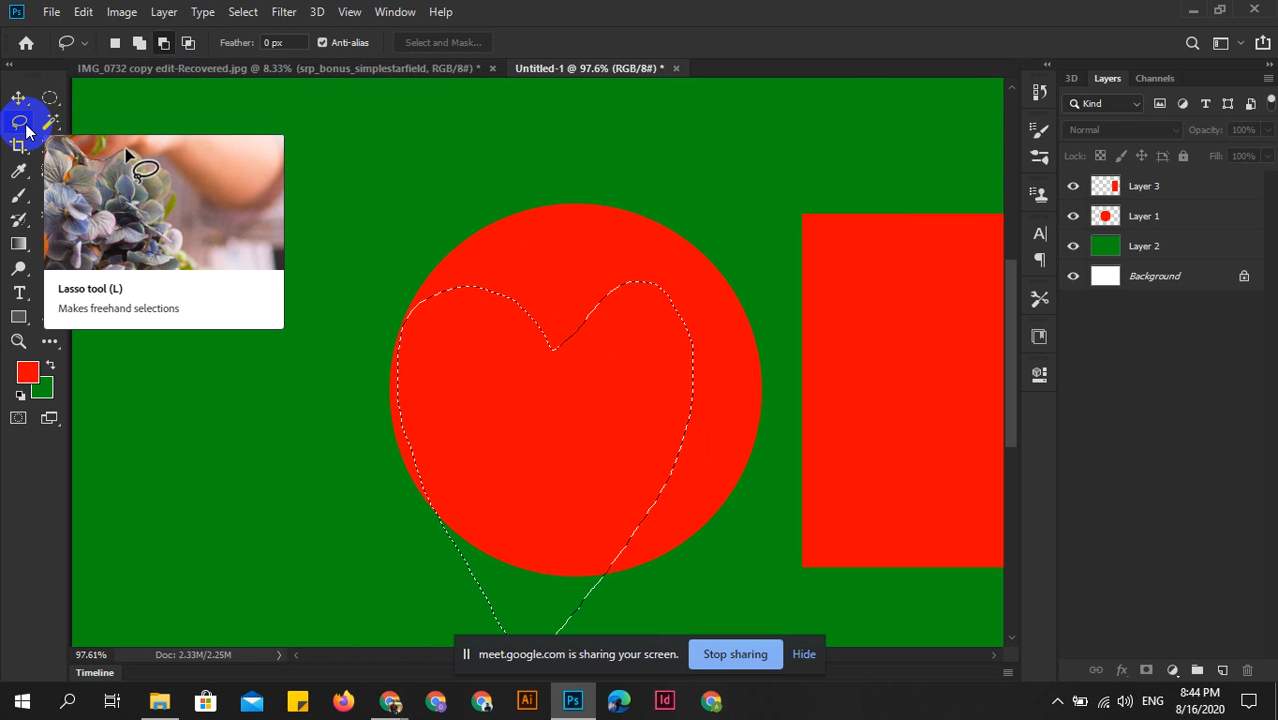 Ps File Edit Image Layer Type Select Filter 3D View Window Help
Feather: 0 px Anti-alias Select and Mask...
IMG_0732 copy edit-Recovered.jpg @ 8.33% (srp_bonus_simplestarfield, RGB/8#) * Untitled-1 @ 97.6% (RGB/8#) *
3D Layers Channels
Kind
Normal Opacity: 100%
Lock: Fill: 100%
Layer 3
Layer 1
Layer 2
Background
Lasso tool (L)
Makes freehand selections
97.61% Doc: 2.33M/2.25M
meet.google.com is sharing your screen. Stop sharing Hide
Timeline
Ai Ps Id
ENG
8:44 PM
8/16/2020